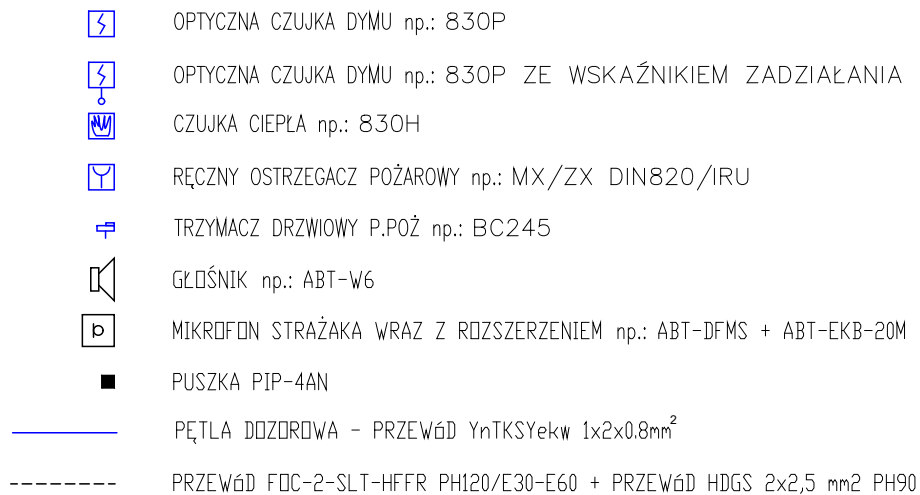 OPTYCZNA CZUJKA DYMU np.: 830P
OPTYCZNA CZUJKA DYMU np.: 830P ZE WSKAŹNIKIEM ZADZIAŁANIA
CZUJKA CIEPŁA np.: 830H
RĘCZNY OSTRZEGACZ POŻAROWY np.: MX/ZX DIN820/IRU
TRZYMACZ DRZWIOWY P.POŻ np.: BC245
GŁOŚNIK np.: ABT-W6
p MIKROFON STRAŻAKA WRAZ Z ROZSZERZENIEM np.: ABT-DFMS + ABT-EKB-20M
PUSZKA PIP-4AN
PĘTLA DOZOROWA - PRZEWóD YnTKSYekw 1x2x0.8mm²
PRZEWóD FOC-2-SLT-HFFR PH120/E30-E60 + PRZEWóD HDGS 2x2,5 mm2 PH90